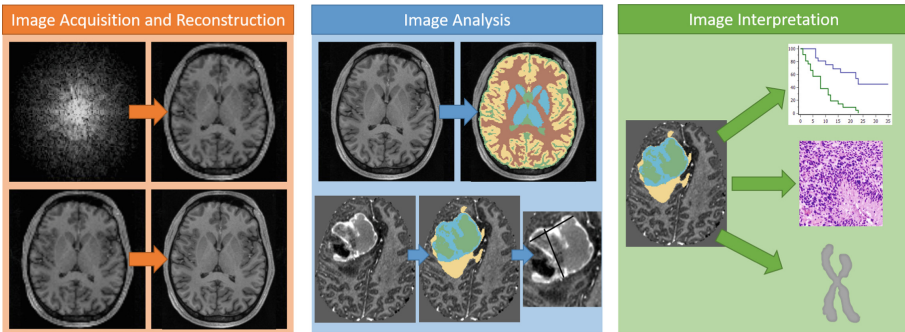 Image Acquisition and Reconstruction
Image Analysis
Image Interpretation
100
80
60
40
20
0
0 5 10 15 20 25 30 35